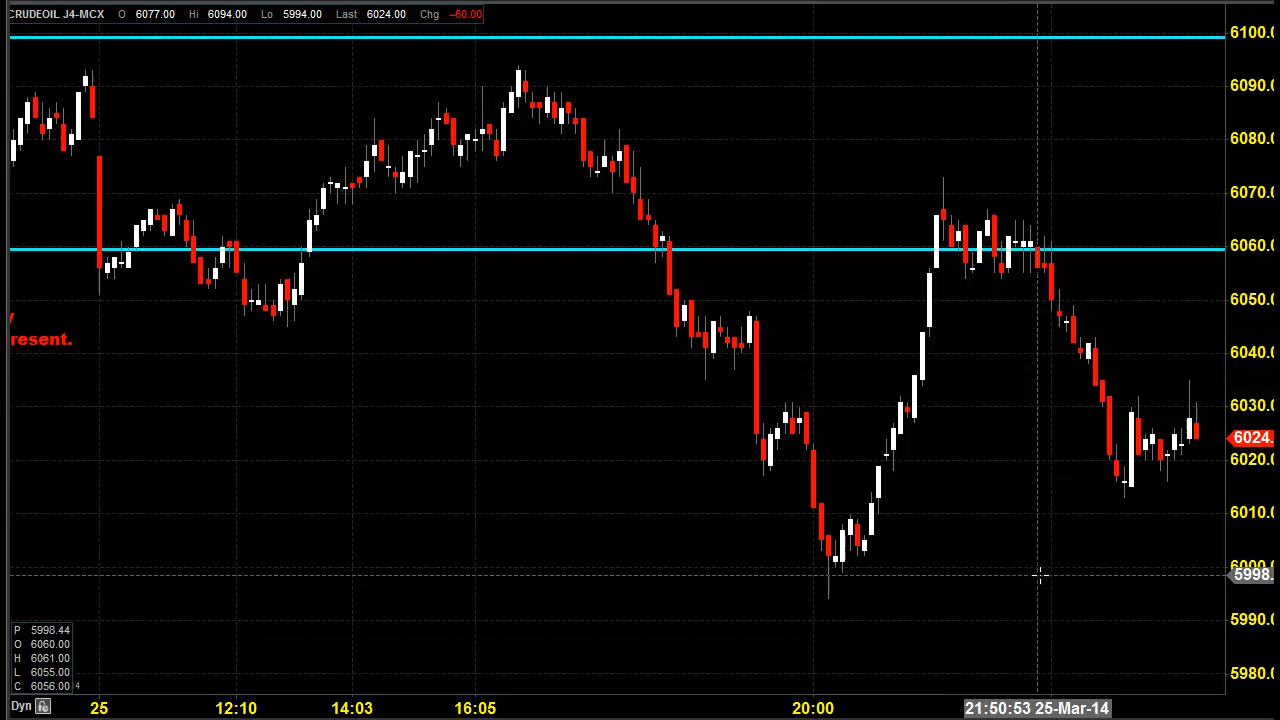 CRUDEOIL J4-MCX O 6077.00 Hi 6094.00 Lo 5994.00 Last 6024.00 Chg -60.00
6100.0
6090.0
6080.0
6070.0
6060.0
6050.0
6040.0
resent.
6030.0
6024.
6020.0
6010.0
6000.0
5998.
5990.0
5980.0
P 5998.44
O 6060.00
H 6061.00
L 6055.00
C 6056.00
Dyn 25 12:10 14:03 16:05 20:00 21:50:53 25-Mar-14